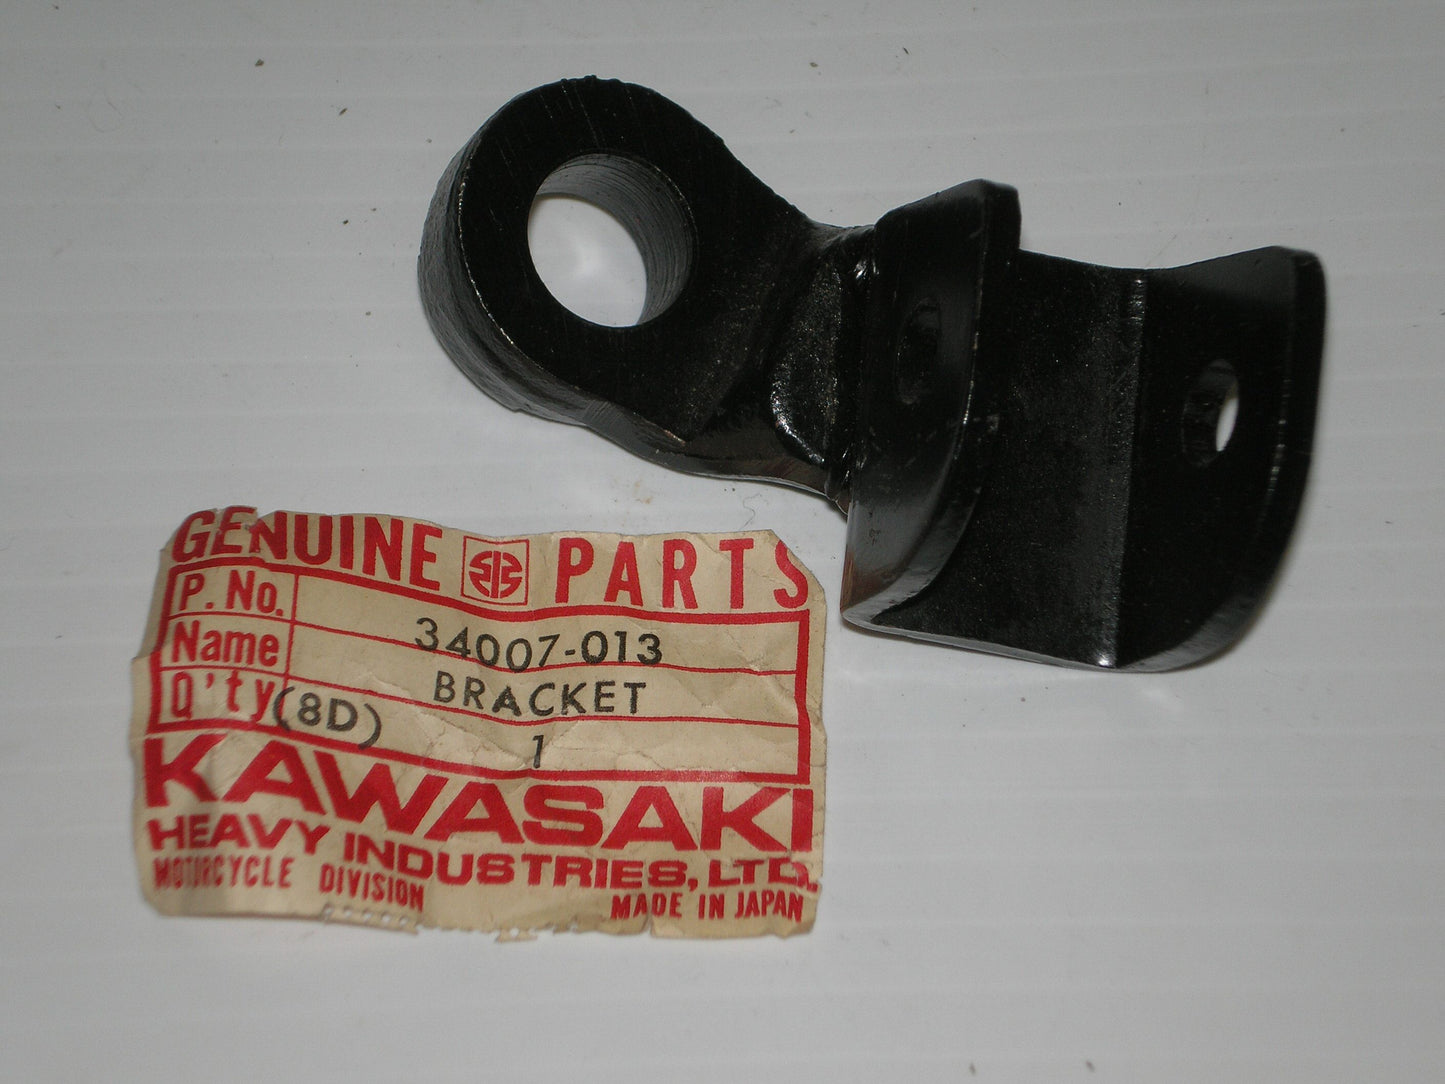 GENUINE PARTS
P. No. 34007-013
Name BRACKET
Q'ty (8D) 1
KAWASAKI
HEAVY INDUSTRIES, LTD.
MOTORCYCLE DIVISION MADE IN JAPAN